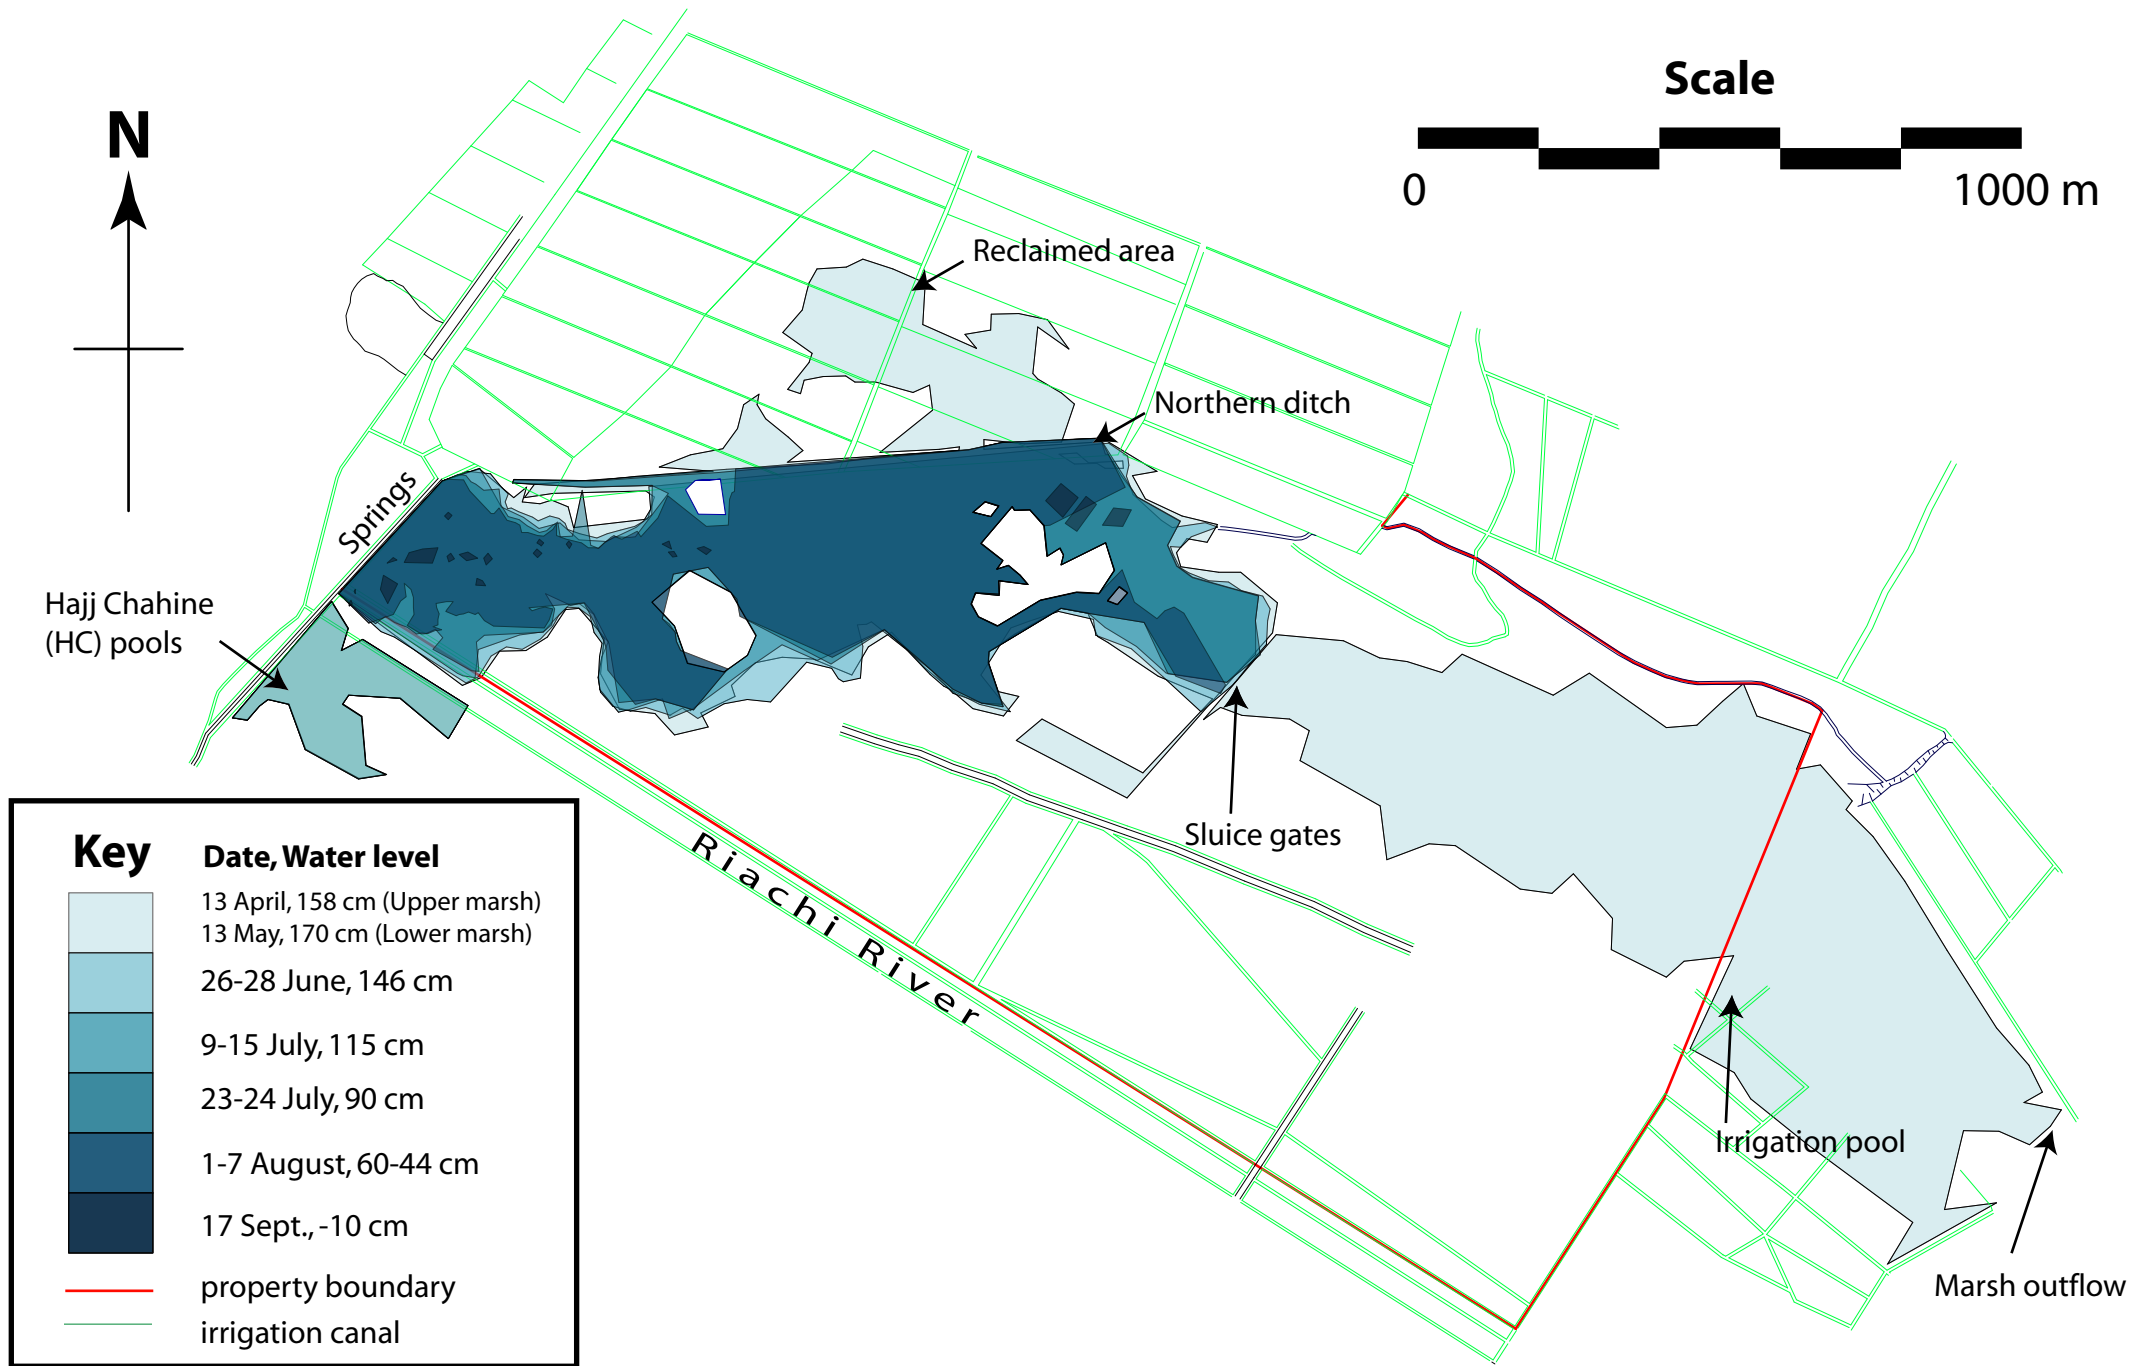 Scale
0
1000 m
N
Reclaimed area
Northern ditch
Springs
Hajj Chahine
(HC) pools
Sluice gates
Riachi River
Irrigation pool
Marsh outflow
Key
Date, Water level
13 April, 158 cm (Upper marsh)
13 May, 170 cm (Lower marsh)
26-28 June, 146 cm
9-15 July, 115 cm
23-24 July, 90 cm
1-7 August, 60-44 cm
17 Sept., -10 cm
property boundary
irrigation canal